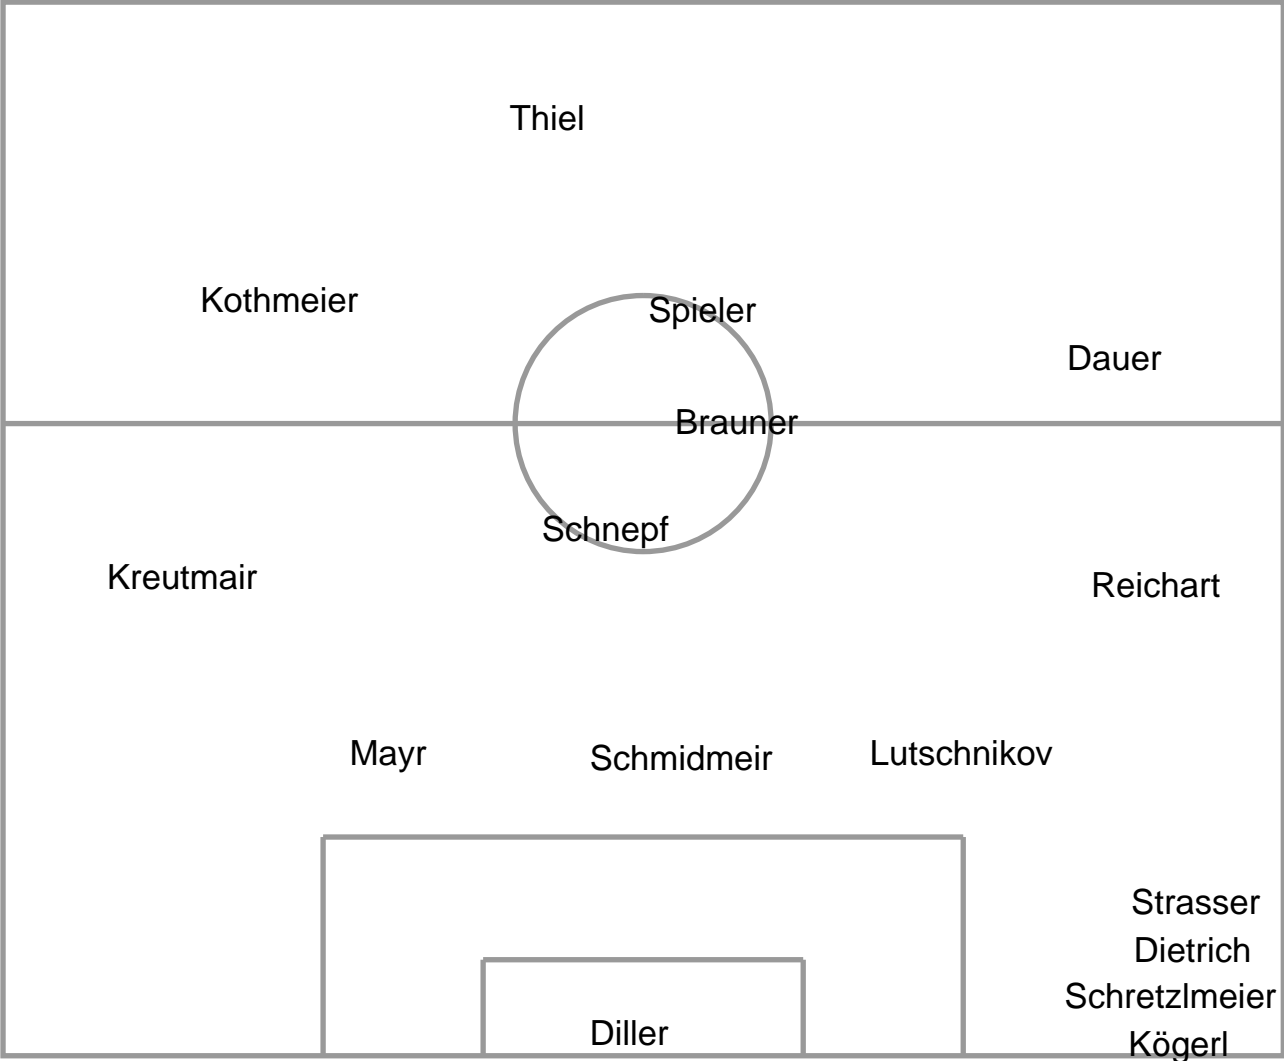 Thiel
Kothmeier
Spieler
Dauer
Brauner
Schnepf
Kreutmair
Reichart
Mayr
Schmidmeir
Lutschnikov
Strasser
Dietrich
Schretzlmeier
Diller
Kögerl